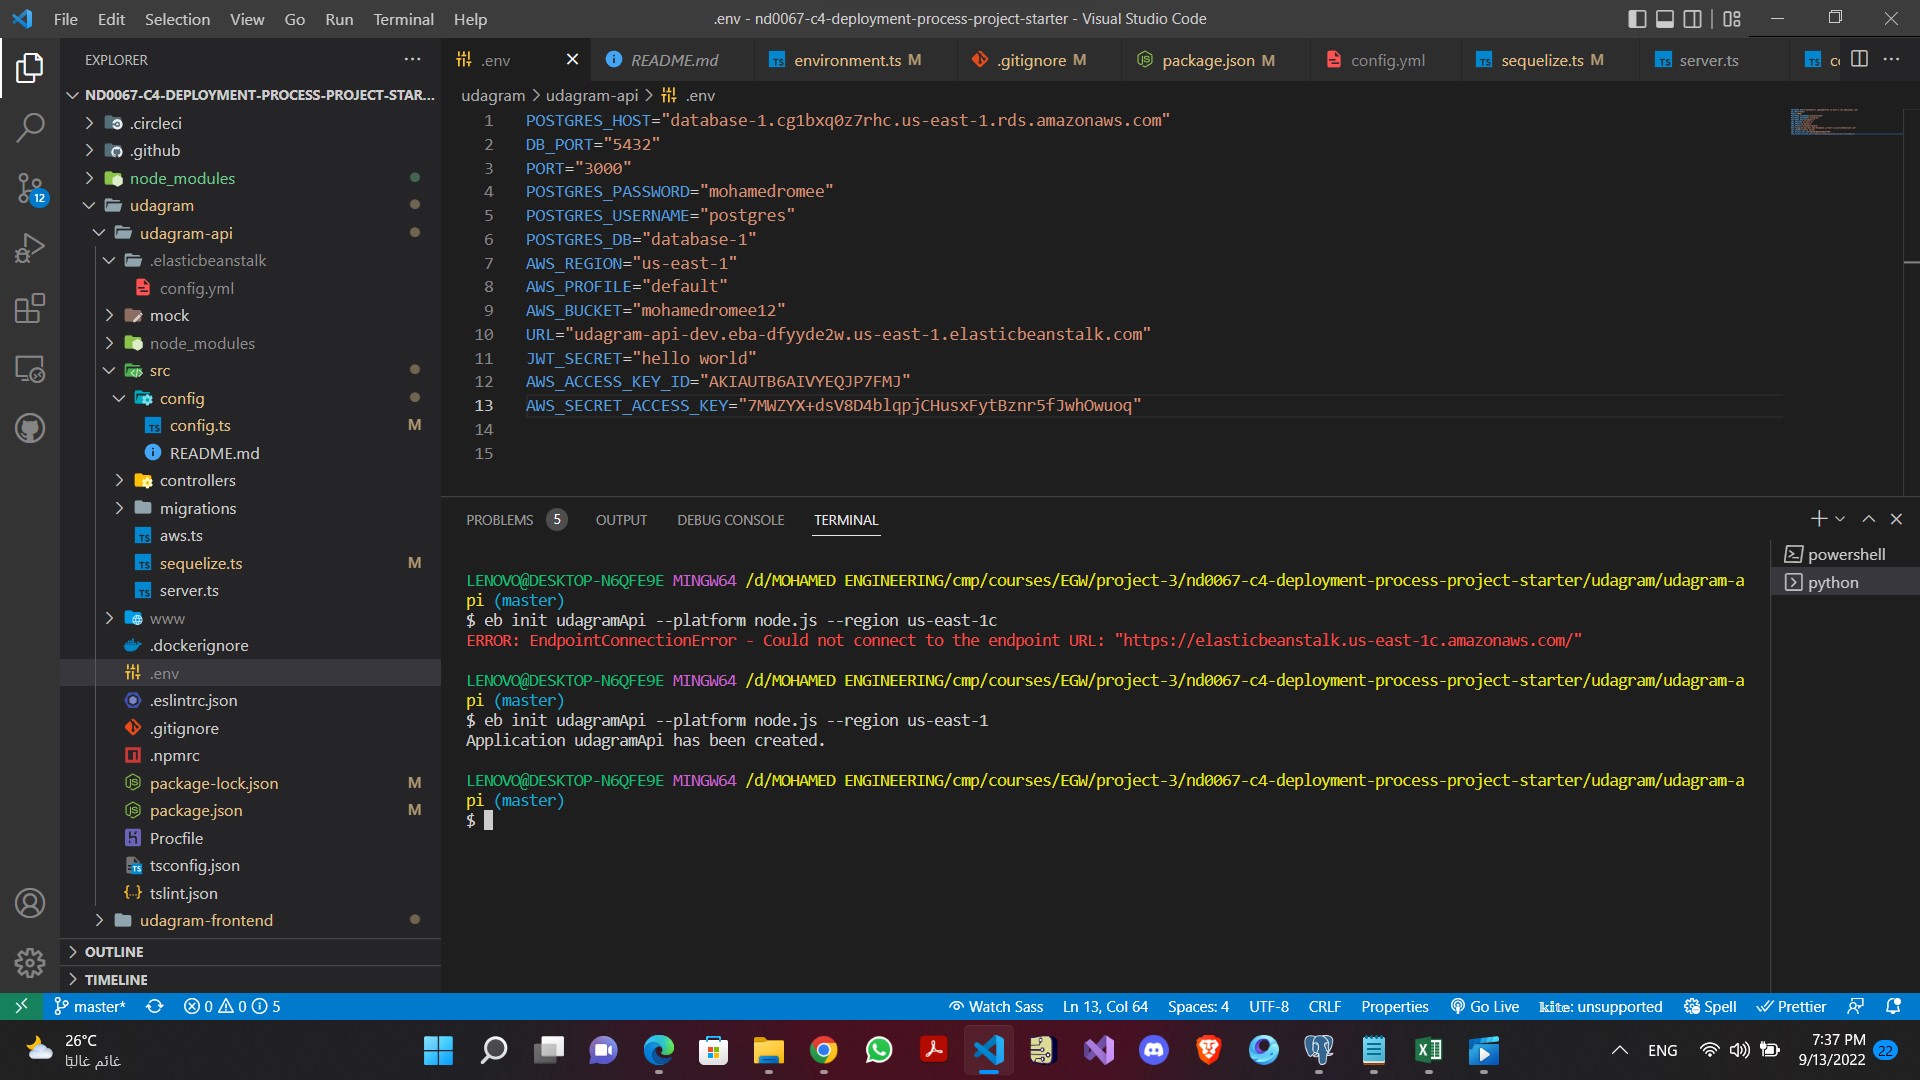 File Edit Selection View Go Run Terminal Help
.env - nd0067-c4-deployment-process-project-starter - Visual Studio Code
EXPLORER
.env
README.md
environment.ts M
.gitignore M
package.json M
config.yml
sequelize.ts M
server.ts
ND0067-C4-DEPLOYMENT-PROCESS-PROJECT-STAR...
.circleci
.github
node_modules
udagram
udagram-api
.elasticbeanstalk
config.yml
mock
node_modules
src
config
config.ts M
README.md
controllers
migrations
aws.ts
sequelize.ts M
server.ts
www
.dockerignore
.env
.eslintrc.json
.gitignore
.npmrc
package-lock.json M
package.json M
Procfile
tsconfig.json
tslint.json
udagram-frontend
OUTLINE
TIMELINE
12
udagram > udagram-api > .env
1 POSTGRES_HOST="database-1.cg1bxq0z7rhc.us-east-1.rds.amazonaws.com"
2 DB_PORT="5432"
3 PORT="3000"
4 POSTGRES_PASSWORD="mohamedromee"
5 POSTGRES_USERNAME="postgres"
6 POSTGRES_DB="database-1"
7 AWS_REGION="us-east-1"
8 AWS_PROFILE="default"
9 AWS_BUCKET="mohamedromee12"
10 URL="udagram-api-dev.eba-dfyyde2w.us-east-1.elasticbeanstalk.com"
11 JWT_SECRET="hello world"
12 AWS_ACCESS_KEY_ID="AKIAUTB6AIVYEQJP7FMJ"
13 AWS_SECRET_ACCESS_KEY="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"
14
15
PROBLEMS 5 OUTPUT DEBUG CONSOLE TERMINAL
powershell
python
LENOVO@DESKTOP-N6QFE9E MINGW64 /d/MOHAMED ENGINEERING/cmp/courses/EGW/project-3/nd0067-c4-deployment-process-project-starter/udagram/udagram-a
pi (master)
$ eb init udagramApi --platform node.js --region us-east-1c
ERROR: EndpointConnectionError - Could not connect to the endpoint URL: "https://elasticbeanstalk.us-east-1c.amazonaws.com/"
LENOVO@DESKTOP-N6QFE9E MINGW64 /d/MOHAMED ENGINEERING/cmp/courses/EGW/project-3/nd0067-c4-deployment-process-project-starter/udagram/udagram-a
pi (master)
$ eb init udagramApi --platform node.js --region us-east-1
Application udagramApi has been created.
LENOVO@DESKTOP-N6QFE9E MINGW64 /d/MOHAMED ENGINEERING/cmp/courses/EGW/project-3/nd0067-c4-deployment-process-project-starter/udagram/udagram-a
pi (master)
$
master* 0 0 5 Watch Sass Ln 13, Col 64 Spaces: 4 UTF-8 CRLF Properties Go Live kite: unsupported Spell Prettier
26°C
غائم غالبًا
ENG
7:37 PM
9/13/2022
22